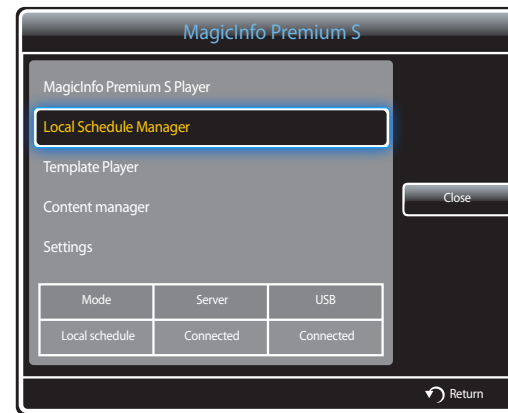 MagicInfo Premium S
MagicInfo Premium S Player
Local Schedule Manager
Template Player
Content manager
Settings
Close
Mode Server USB
Local schedule Connected Connected
Return